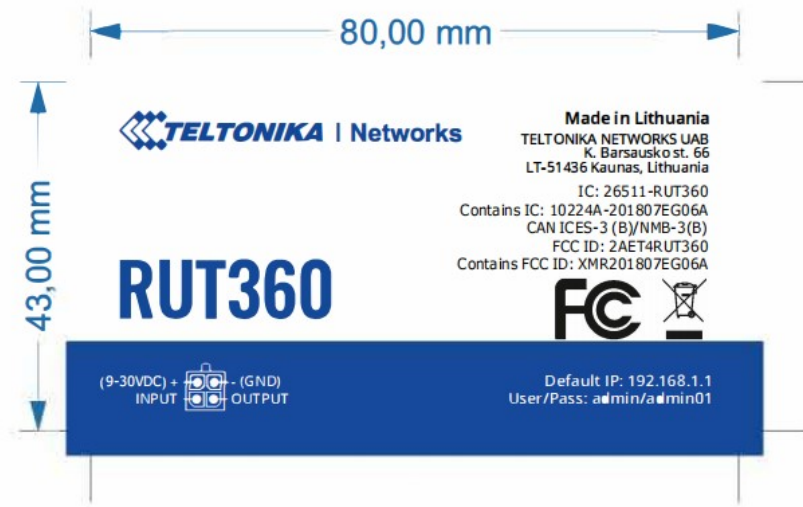 80,00 mm
43,00 mm
TELTONIKA | Networks
Made in Lithuania
TELTONIKA NETWORKS UAB
K. Barsausko st. 66
LT-51436 Kaunas, Lithuania
IC: 26511-RUT360
Contains IC: 10224A-201807EG06A
CAN ICES-3 (B)/NMB-3(B)
FCC ID: 2AET4RUT360
Contains FCC ID: XMR201807EG06A
RUT360
FC
(9-30VDC) + - (GND)
INPUT OUTPUT
Default IP: 192.168.1.1
User/Pass: admin/admin01